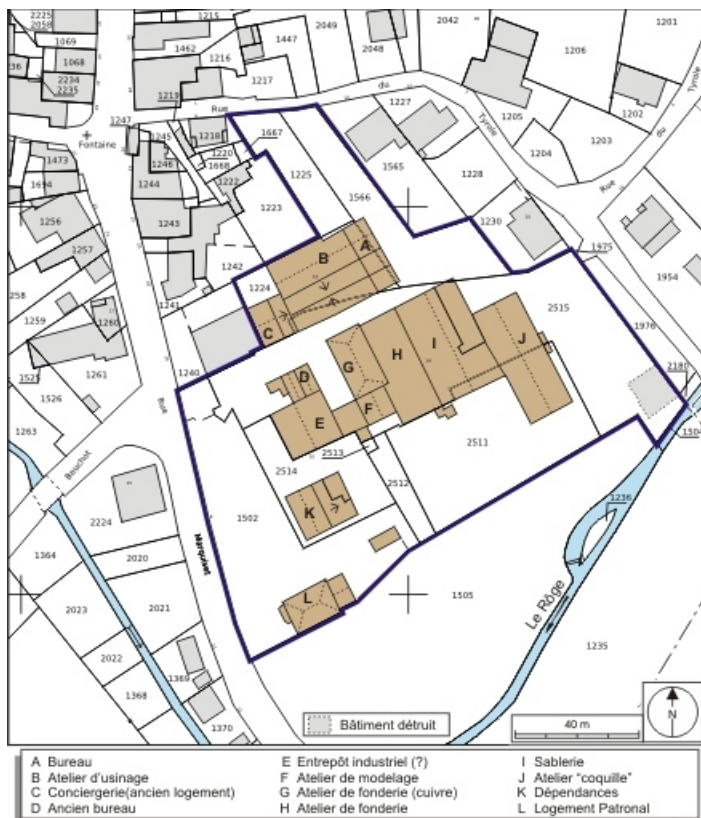 2225
2058
1215
2042
1201
2049
1069
1462
1447
2048
1206
1216
1068
236
1217
2234
2235
1219
du
1227
1202
Tyrole
1247
Rue
1218
1667
1205
Tyrole
1203
1245
Fontaine
1220
1204
du
1473
1246
1668
1225
1565
1694
1244
1222
1228
Rue
1566
1223
1256
1243
1230
A
1257
B
1975
1242
1954
258
1224
1241
2515
1259
1260
1976
C
1240
G
H
I
J
2180
1525
1261
D
1526
Rue
F
E
1504
1263
2513
2511
Beuchot
2514
2512
1236
2224
1502
K
1364
Marquiset
2020
Le Rôge
1505
L
2023
2021
1235
2022
1369
1368
1370
Bâtiment détruit
40 m
N
A Bureau
B Atelier d'usinage
C Conciergerie(ancien logement)
D Ancien bureau
E Entrepôt industriel (?)
F Atelier de modelage
G Atelier de fonderie (cuivre)
H Atelier de fonderie
I Sablerie
J Atelier "coquille"
K Dépendances
L Logement Patronal